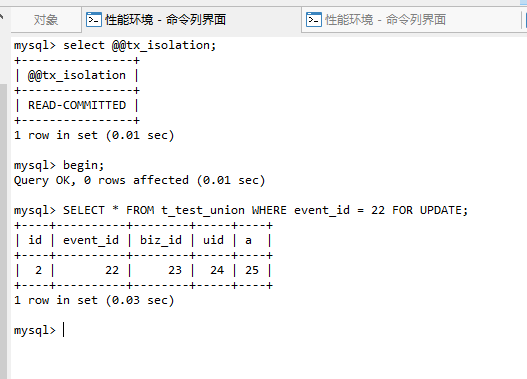 对象 性能环境 - 命令列界面 性能环境 - 命令列界面
mysql> select @@tx_isolation;
+----------------+
| @@tx_isolation |
+----------------+
| READ-COMMITTED |
+----------------+
1 row in set (0.01 sec)
mysql> begin;
Query OK, 0 rows affected (0.01 sec)
mysql> SELECT * FROM t_test_union WHERE event_id = 22 FOR UPDATE;
+----+----------+--------+-----+----+
| id | event_id | biz_id | uid | a  |
+----+----------+--------+-----+----+
|  2 |       22 |     23 |  24 | 25 |
+----+----------+--------+-----+----+
1 row in set (0.03 sec)
mysql>